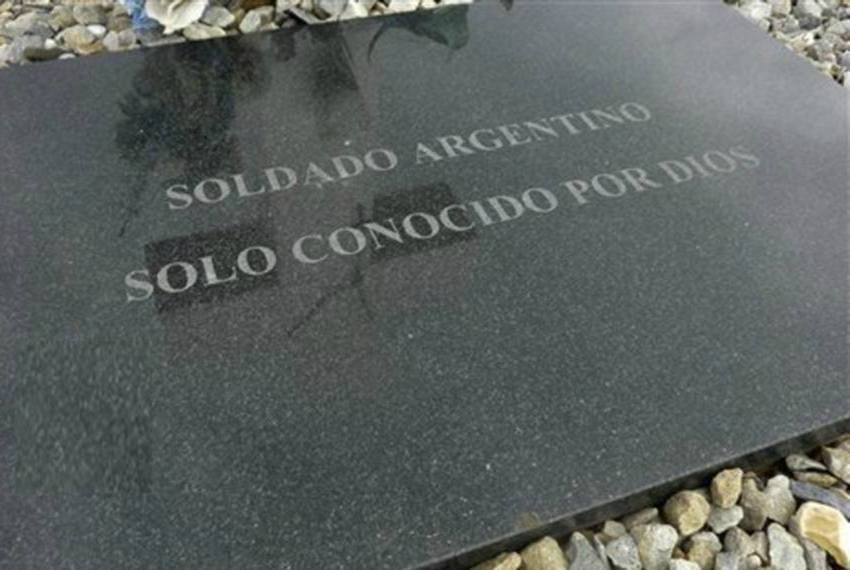 SOLDADO ARGENTINO
SOLO CONOCIDO POR DIOS